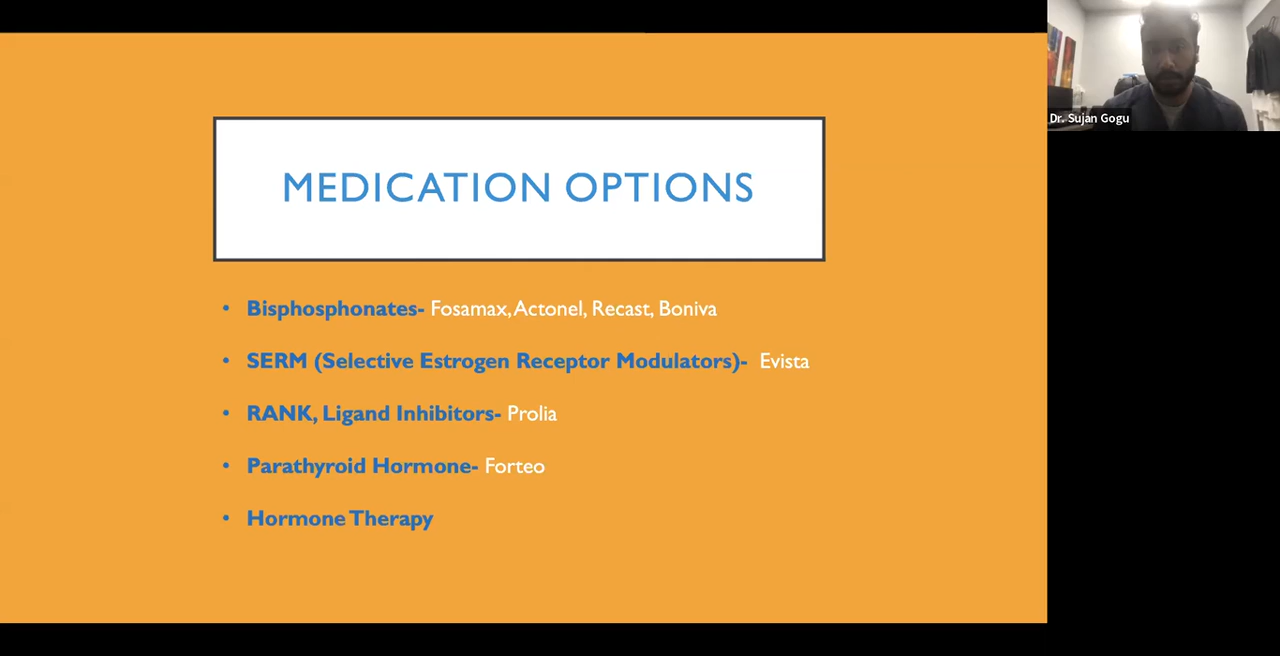 MEDICATION OPTIONS
• Bisphosphonates- Fosamax, Actonel, Recast, Boniva
• SERM (Selective Estrogen Receptor Modulators)- Evista
• RANK, Ligand Inhibitors- Prolia
• Parathyroid Hormone- Forteo
• Hormone Therapy
Dr. Sujan Gogu